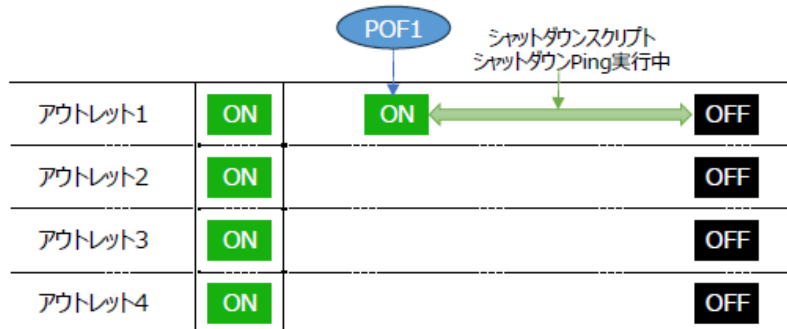 POF1
シャットダウンスクリプト
シャットダウンPing実行中
アウトレット1 ON ON OFF
アウトレット2 ON OFF
アウトレット3 ON OFF
アウトレット4 ON OFF